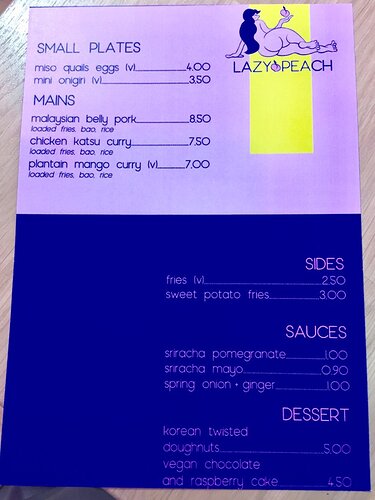 LAZY PEACH
SMALL PLATES
miso quails eggs (v) 4.00
mini onigiri (v) 3.50
MAINS
malaysian belly pork 8.50
loaded fries, bao, rice
chicken katsu curry 7.50
loaded fries, bao, rice
plantain mango curry (v) 7.00
loaded fries, bao, rice
SIDES
fries (v) 2.50
sweet potato fries 3.00
SAUCES
sriracha pomegranate 1.00
sriracha mayo 0.90
spring onion + ginger 1.00
DESSERT
korean twisted
doughnuts 5.00
vegan chocolate
and raspberry cake 4.50